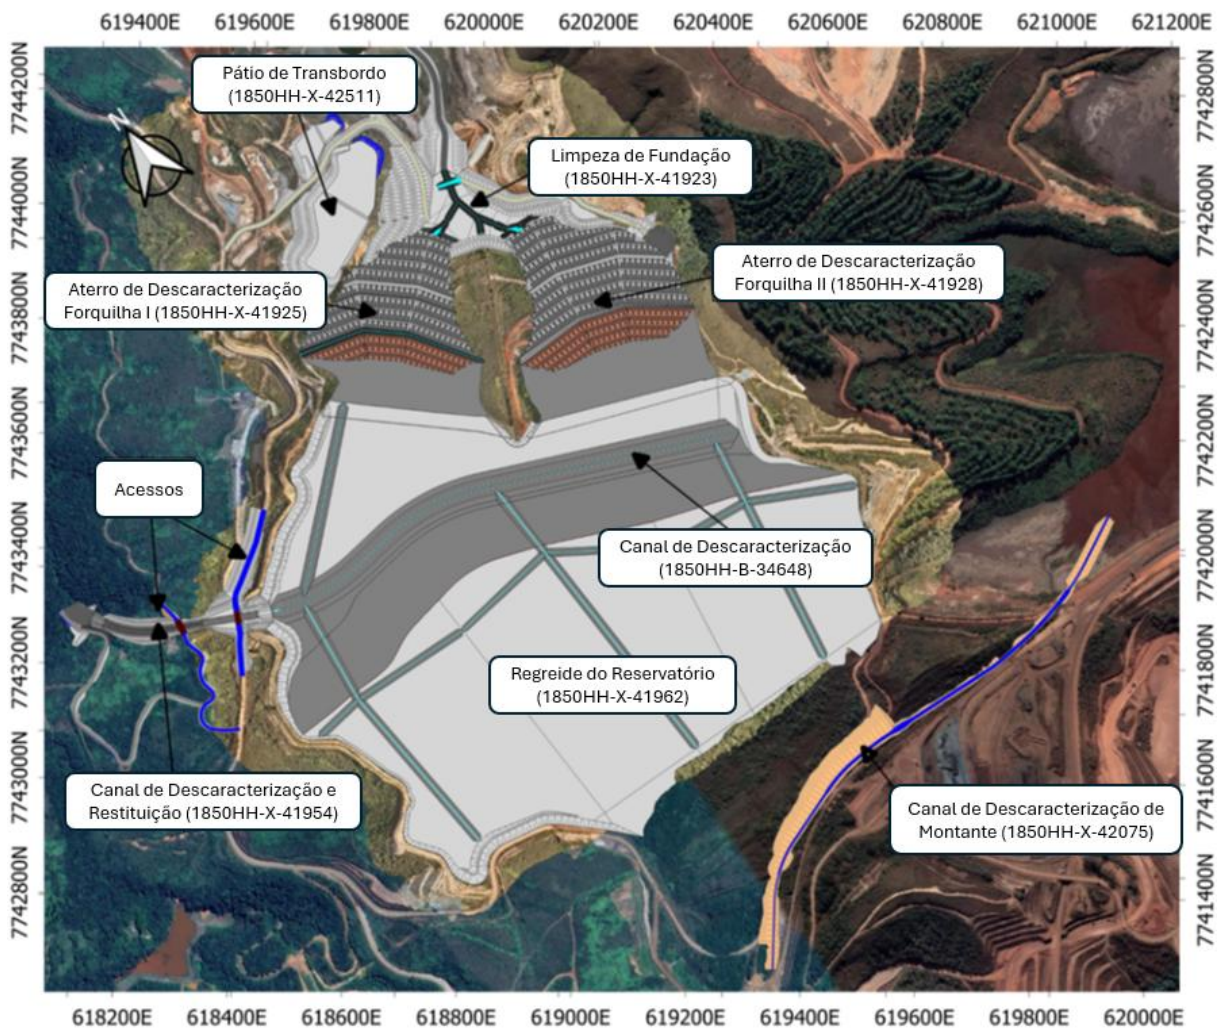 619400E 619600E 619800E 620000E 620200E 620400E 620600E 620800E 621000E 621200E
7744200N
7744000N
7743800N
7743600N
7743400N
7743200N
7743000N
7742800N
N
Pátio de Transbordo
(1850HH-X-42511)
Limpeza de Fundação
(1850HH-X-41923)
Aterro de Descaracterização
Forquilha I (1850HH-X-41925)
Aterro de Descaracterização
Forquilha II (1850HH-X-41928)
Acessos
Canal de Descaracterização
(1850HH-B-34648)
Regreide do Reservatório
(1850HH-X-41962)
Canal de Descaracterização e
Restituição (1850HH-X-41954)
Canal de Descaracterização de
Montante (1850HH-X-42075)
7742800N
7742600N
7742400N
7742200N
7742000N
7741800N
7741600N
7741400N
618200E 618400E 618600E 618800E 619000E 619200E 619400E 619600E 619800E 620000E